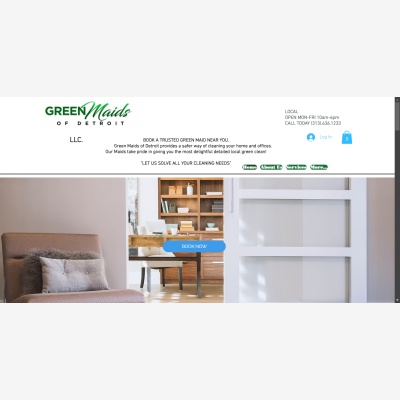 GREEN Maids
OF DETROIT
LLC.
LOCAL
OPEN MON-FRI 10am-6pm
CALL TODAY (313).636.1233
BOOK A TRUSTED GREEN MAID NEAR YOU.
Green Maids of Detroit provides a safer way of cleaning your home and offices.
Our Maids take pride in giving you the most delightful detailed local green clean!
"LET US SOLVE ALL YOUR CLEANING NEEDS"
Log In
Home About Us Services More...
BOOK NOW